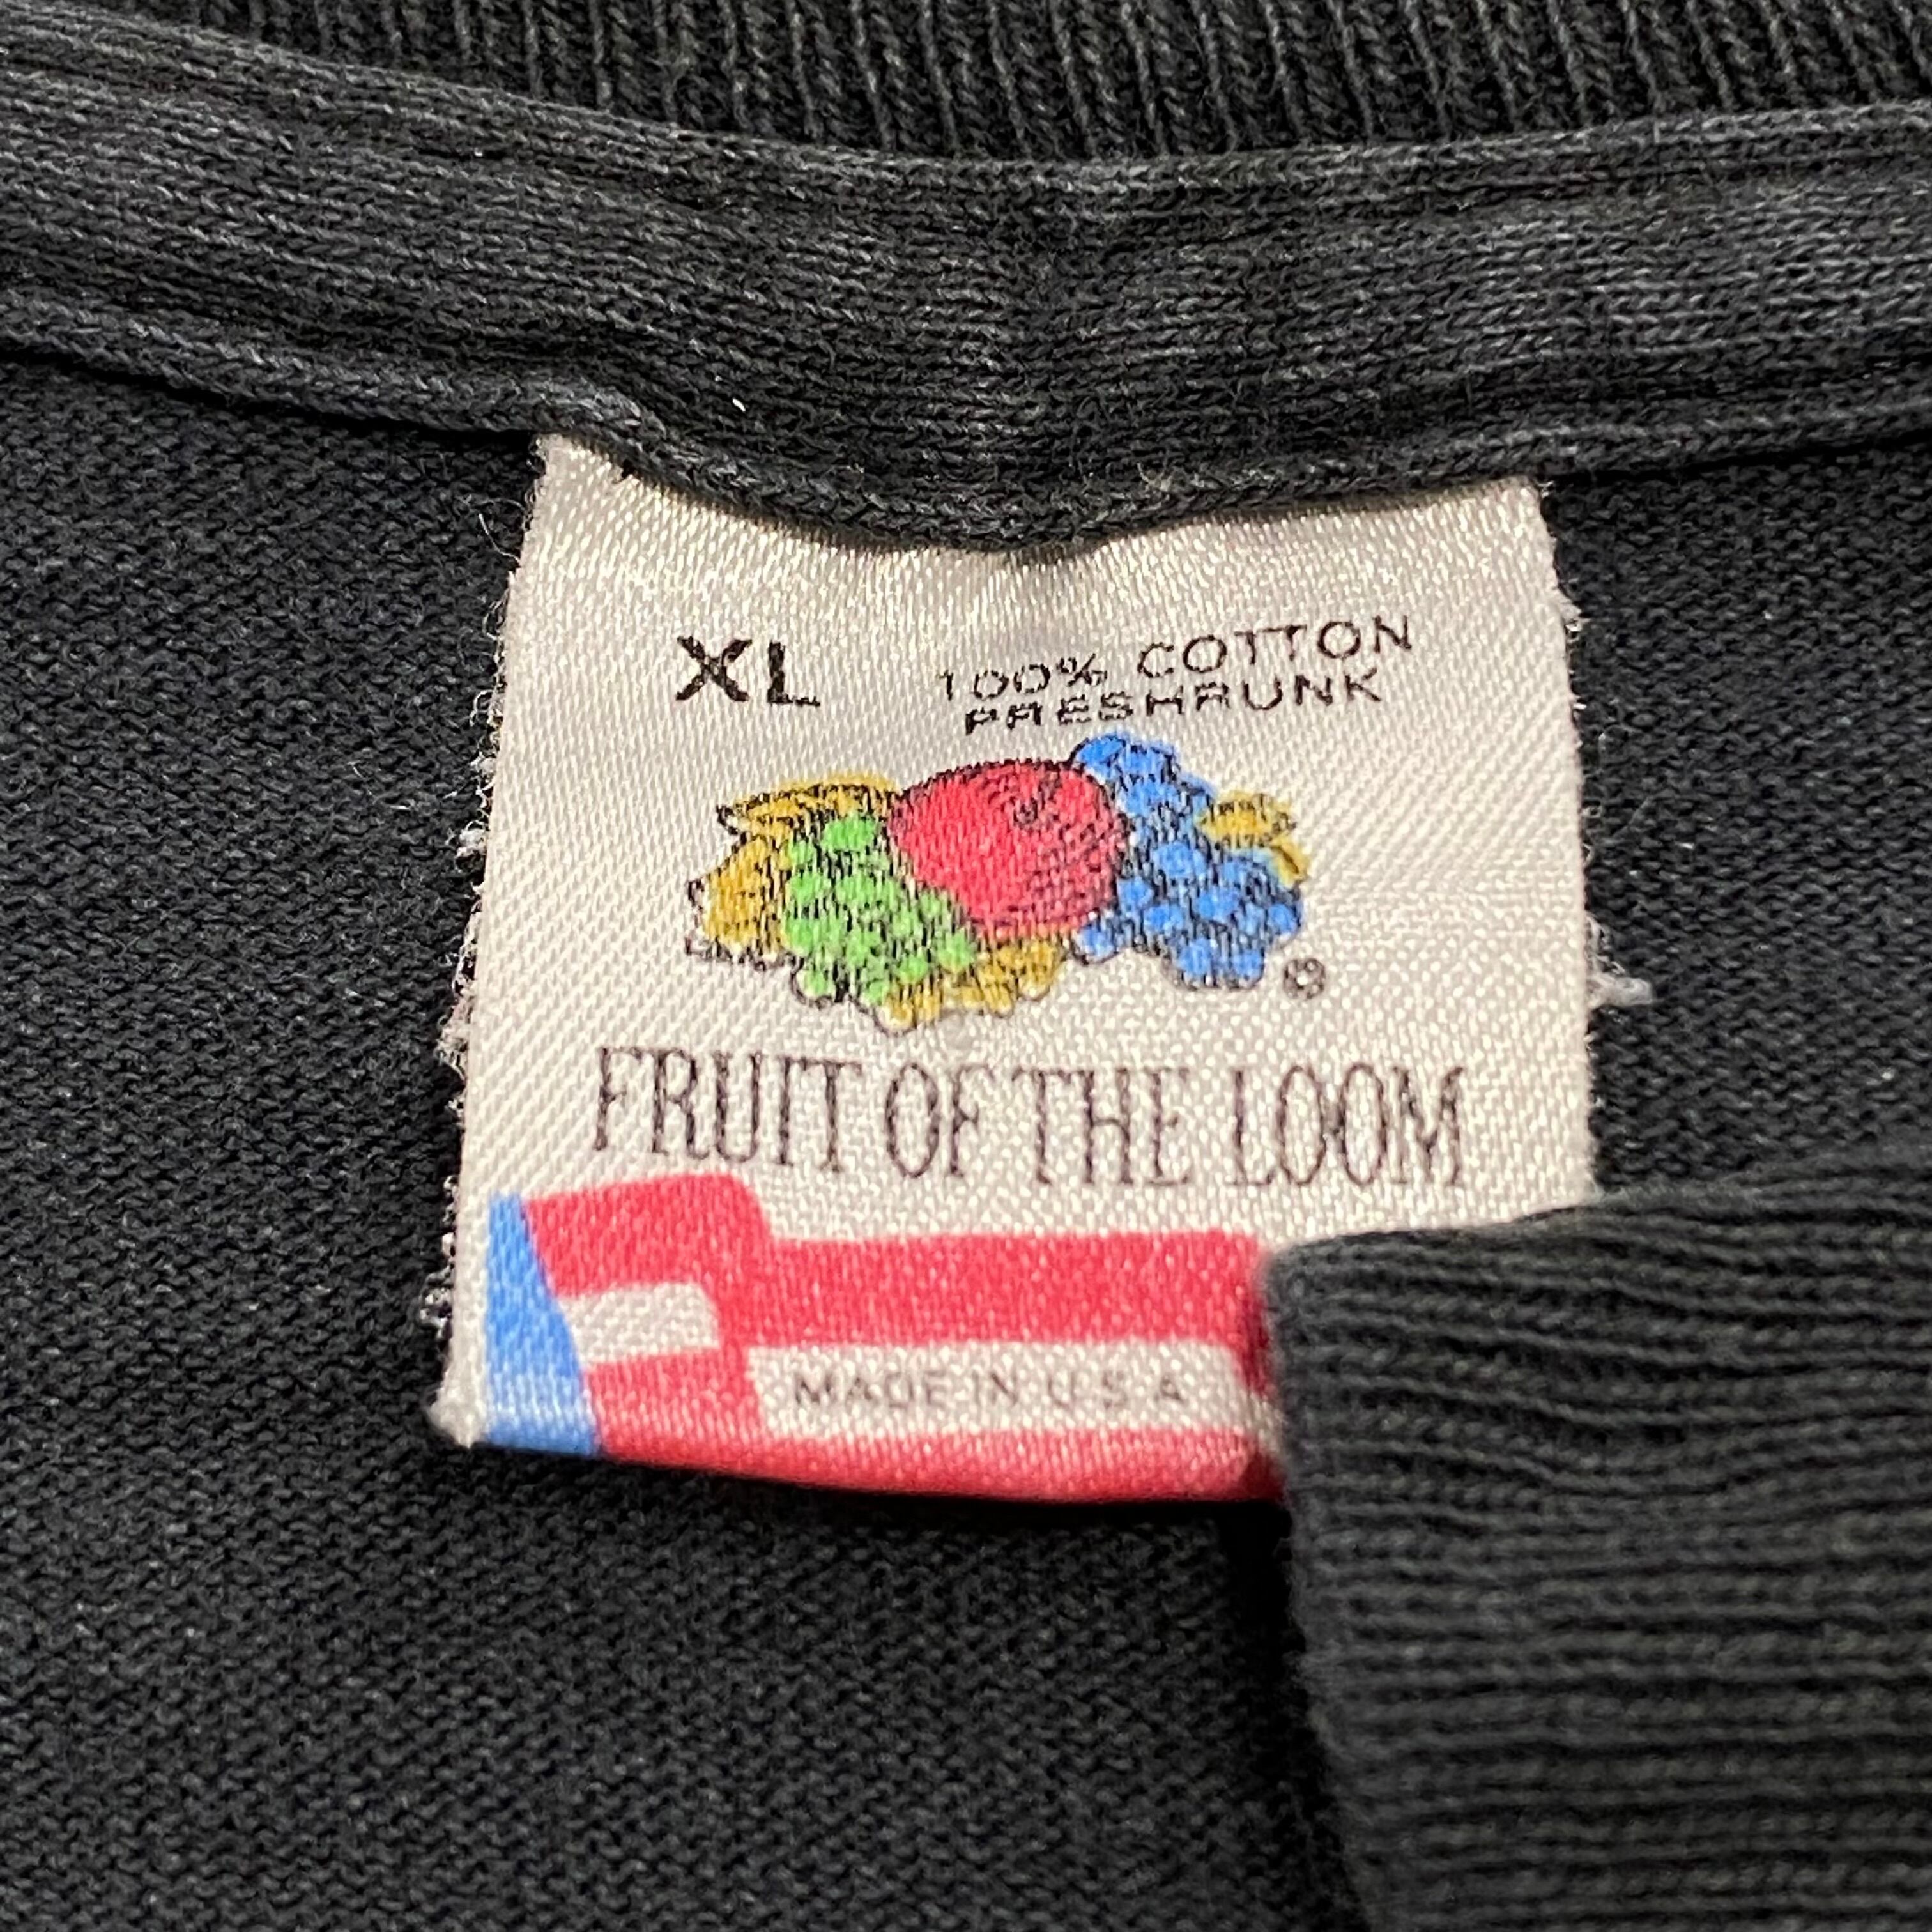 XL
100% COTTON
PRESHRUNK
®
FRUIT OF THE LOOM
MADE IN U.S.A